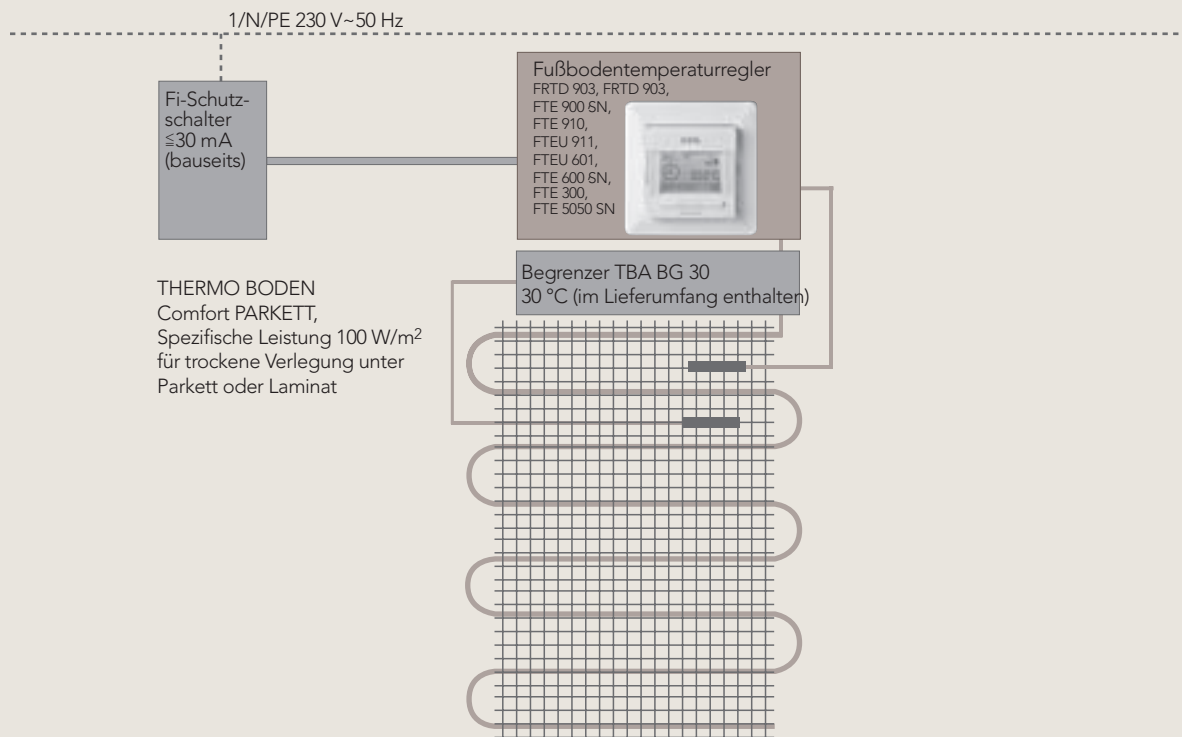 1/N/PE 230 V~50 Hz
Fi-Schutz-
schalter
≦30 mA
(bauseits)
Fußbodentemperaturregler
FRTD 903, FRTD 903,
FTE 900 SN,
FTE 910,
FTEU 911,
FTEU 601,
FTE 600 SN,
FTE 300,
FTE 5050 SN
Begrenzer TBA BG 30
30 °C (im Lieferumfang enthalten)
THERMO BODEN
Comfort PARKETT,
Spezifische Leistung 100 W/m²
für trockene Verlegung unter
Parkett oder Laminat